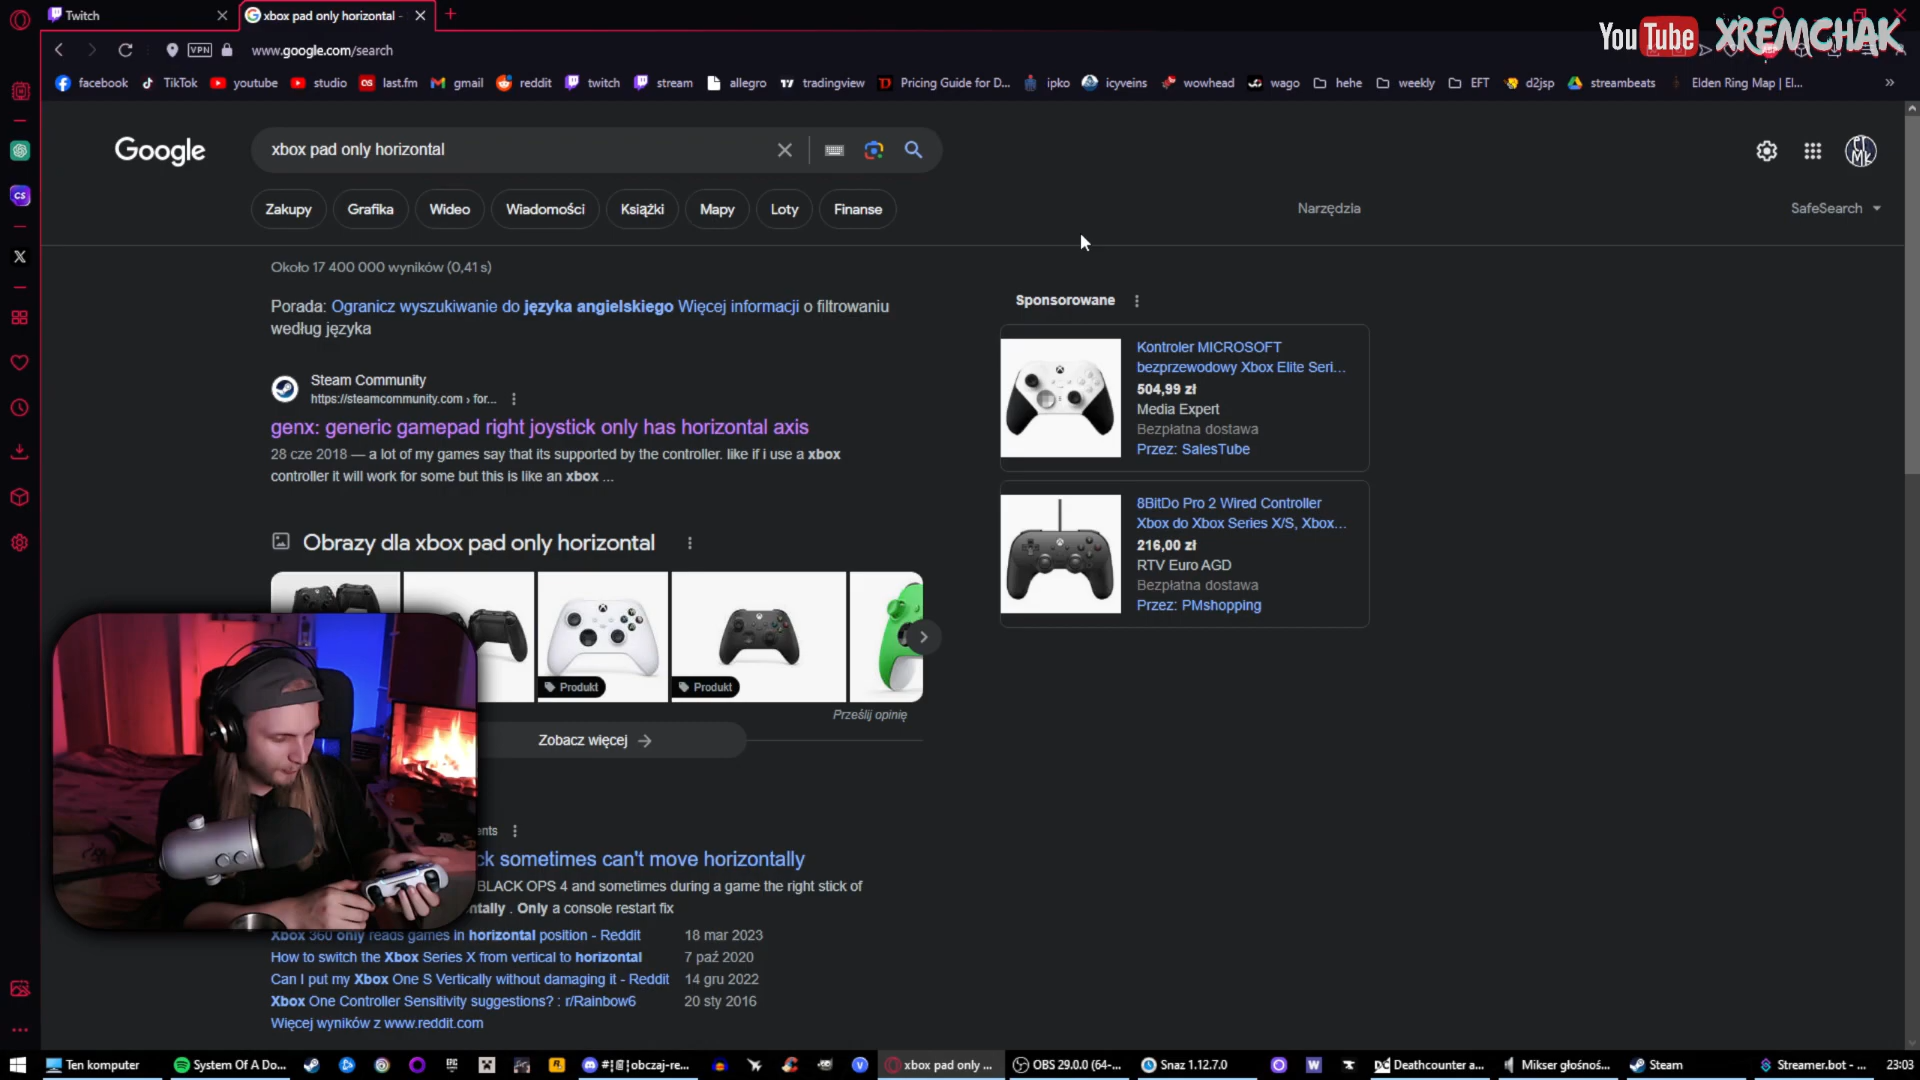 Twitch
xbox pad only horizontal -
YouTube XREMCHAK
VPN
www.google.com/search
facebook
TikTok
youtube
studio
last.fm
gmail
reddit
twitch
stream
allegro
tradingview
Pricing Guide for D...
ipko
icyveins
wowhead
wago
hehe
weekly
EFT
d2jsp
streambeats
Elden Ring Map | El...
Google
xbox pad only horizontal
Zakupy
Grafika
Wideo
Wiadomości
Książki
Mapy
Loty
Finanse
Narzędzia
SafeSearch
Około 17 400 000 wyników (0,41 s)
Porada: Ogranicz wyszukiwanie do języka angielskiego Więcej informacji o filtrowaniu
według języka
Steam Community
https://steamcommunity.com › for...
genx: generic gamepad right joystick only has horizontal axis
28 cze 2018 — a lot of my games say that its supported by the controller. like if i use a xbox
controller it will work for some but this is like an xbox ...
Obrazy dla xbox pad only horizontal
Produkt
Produkt
Prześlij opinię
Zobacz więcej
ents
ck sometimes can't move horizontally
BLACK OPS 4 and sometimes during a game the right stick of
ntally . Only a console restart fix
Xbox 360 only reads games in horizontal position - Reddit 18 mar 2023
How to switch the Xbox Series X from vertical to horizontal 7 paź 2020
Can I put my Xbox One S Vertically without damaging it - Reddit 14 gru 2022
Xbox One Controller Sensitivity suggestions? : r/Rainbow6 20 sty 2016
Więcej wyników z www.reddit.com
Sponsorowane
Kontroler MICROSOFT
bezprzewodowy Xbox Elite Seri...
504,99 zł
Media Expert
Bezpłatna dostawa
Przez: SalesTube
8BitDo Pro 2 Wired Controller
Xbox do Xbox Series X/S, Xbox...
216,00 zł
RTV Euro AGD
Bezpłatna dostawa
Przez: PMshopping
Ten komputer
System Of A Do...
obczaj-re...
xbox pad only ...
OBS 29.0.0 (64-...
Snaz 1.12.7.0
Deathcounter a...
Mikser głośnoś...
Steam
Streamer.bot - ...
23:03